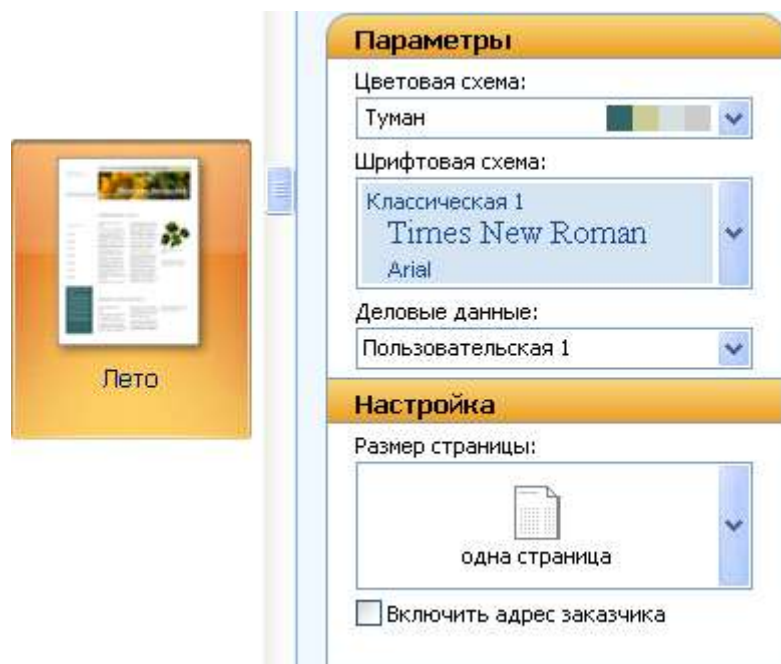 Лето
Параметры
Цветовая схема:
Туман
Шрифтовая схема:
Классическая 1
Times New Roman
Arial
Деловые данные:
Пользовательская 1
Настройка
Размер страницы:
одна страница
Включить адрес заказчика